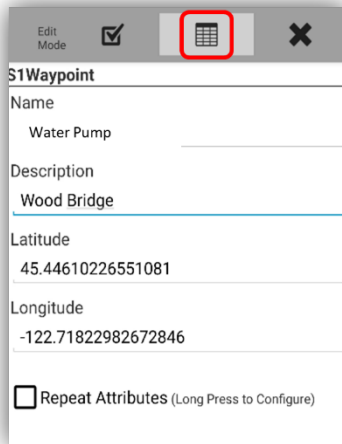 Edit
Mode
S1Waypoint
Name
Water Pump
Description
Wood Bridge
Latitude
45.44610226551081
Longitude
-122.71822982672846
Repeat Attributes (Long Press to Configure)